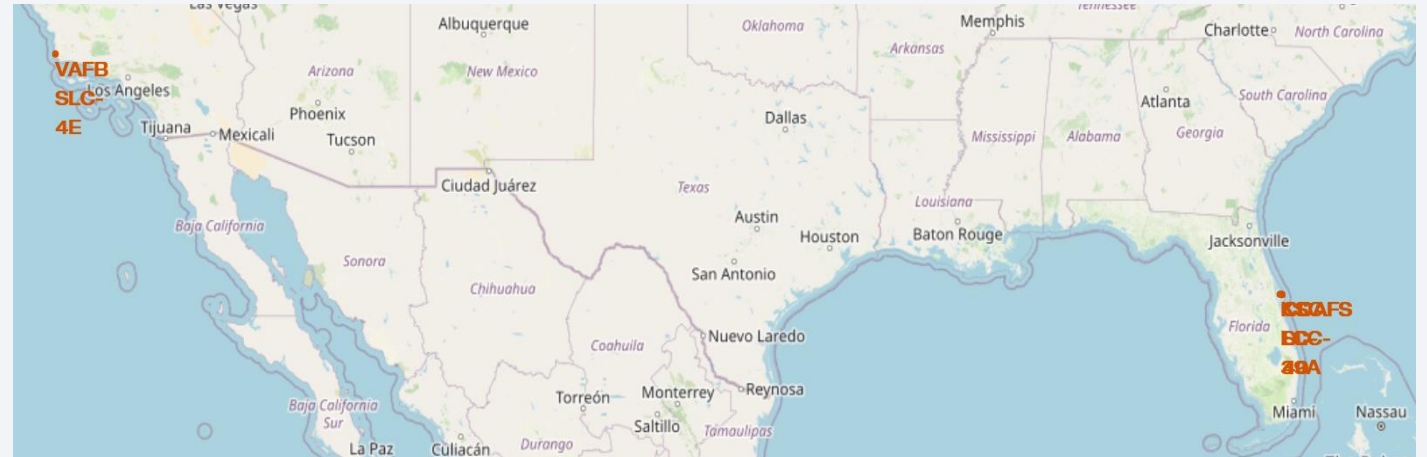 Las Vegas
Albuquerque
Oklahoma
Memphis
Tennessee
Charlotte
North Carolina
Arkansas
VAFB
SLC-
4E
Los Angeles
Arizona
New Mexico
Phoenix
Tucson
Tijuana
Mexicali
Dallas
Atlanta
South Carolina
Mississippi
Alabama
Georgia
Ciudad Juárez
Texas
Louisiana
Baja California
Austin
Houston
Baton Rouge
Jacksonville
Sonora
San Antonio
Chihuahua
Florida
Coahuila
Nuevo Laredo
Torreón
Monterrey
Reynosa
Saltillo
Tamaulipas
Baja California
Sur
La Paz
Culiacán
Durango
Miami
Nassau